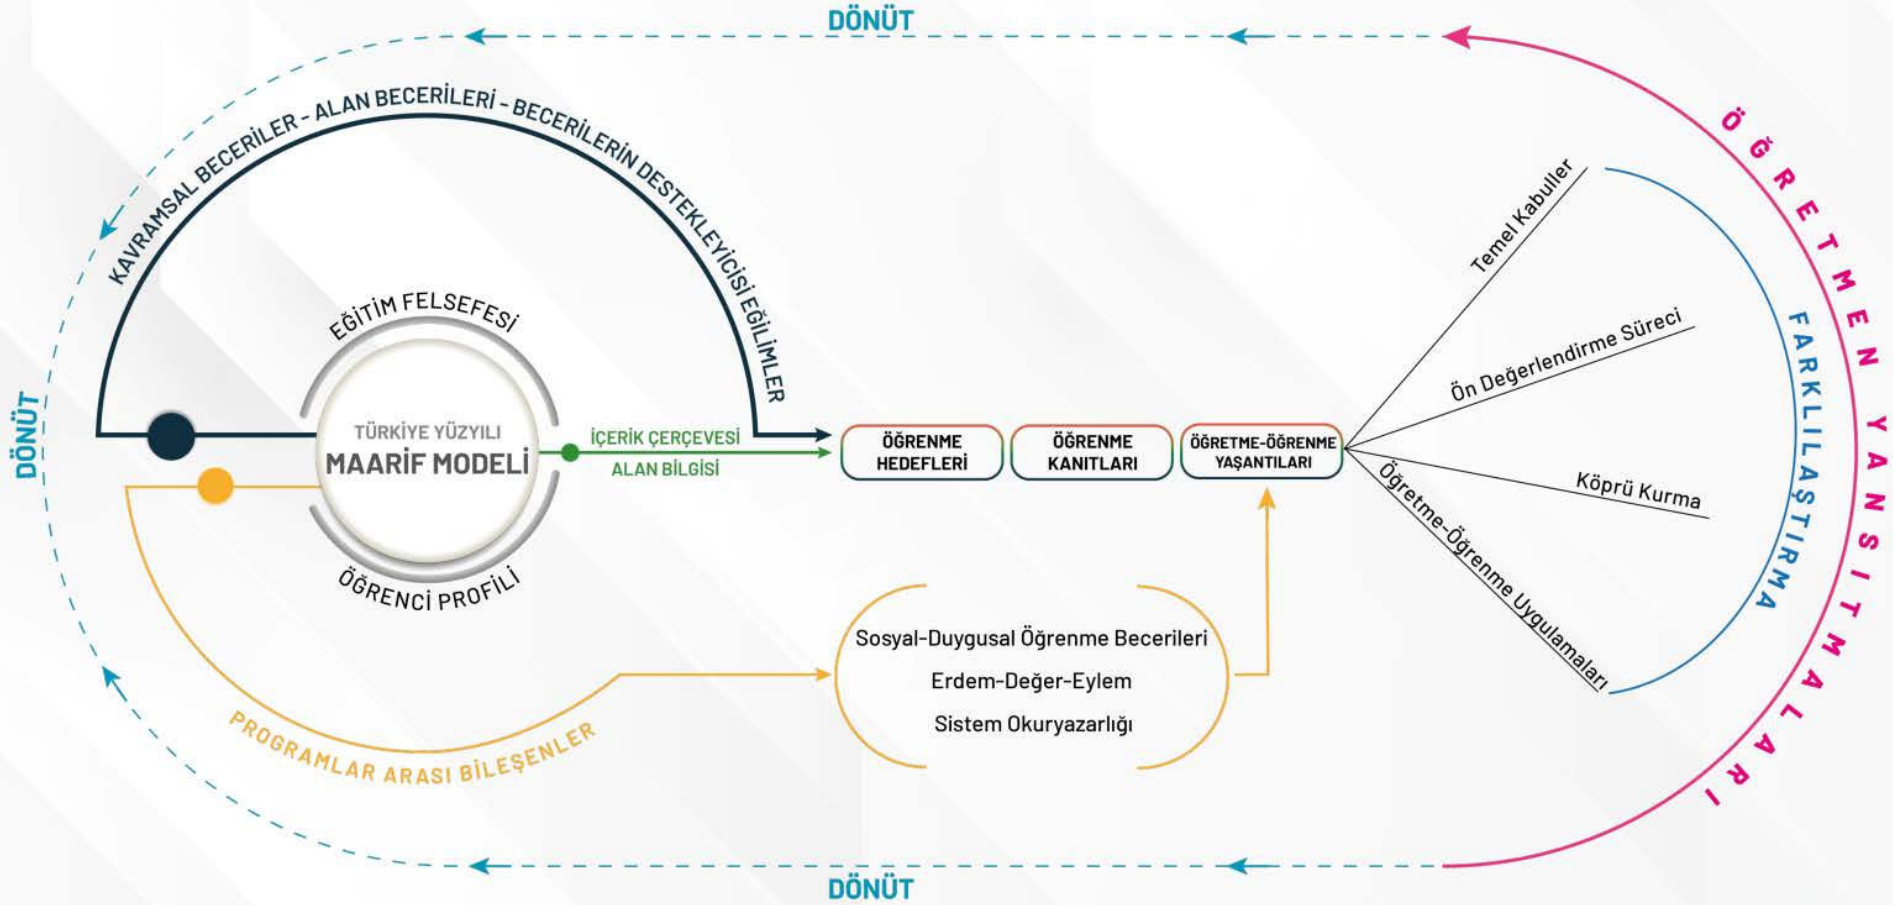 DÖNÜT
KAVRAMSAL BECERİLER - ALAN BECERİLERİ - BECERİLERİN DESTEKLEYİCİSİ EĞİLİMLER
EĞİTİM FELSEFESİ
TÜRKİYE YÜZYILI
MAARİF MODELİ
ÖĞRENCİ PROFİLİ
DÖNÜT
İÇERİK ÇERÇEVESİ
ALAN BİLGİSİ
ÖĞRENME
HEDEFLERİ
ÖĞRENME
KANITLARI
ÖĞRETME-ÖĞRENME
YAŞANTILARI
Temel Kabuller
Ön Değerlendirme Süreci
Köprü Kurma
Öğretme-Öğrenme Uygulamaları
FARKLILAŞTIRMA
ÖĞRETMEN YANSITMALARI
Sosyal-Duygusal Öğrenme Becerileri
Erdem-Değer-Eylem
Sistem Okuryazarlığı
PROGRAMLAR ARASI BİLEŞENLER
DÖNÜT